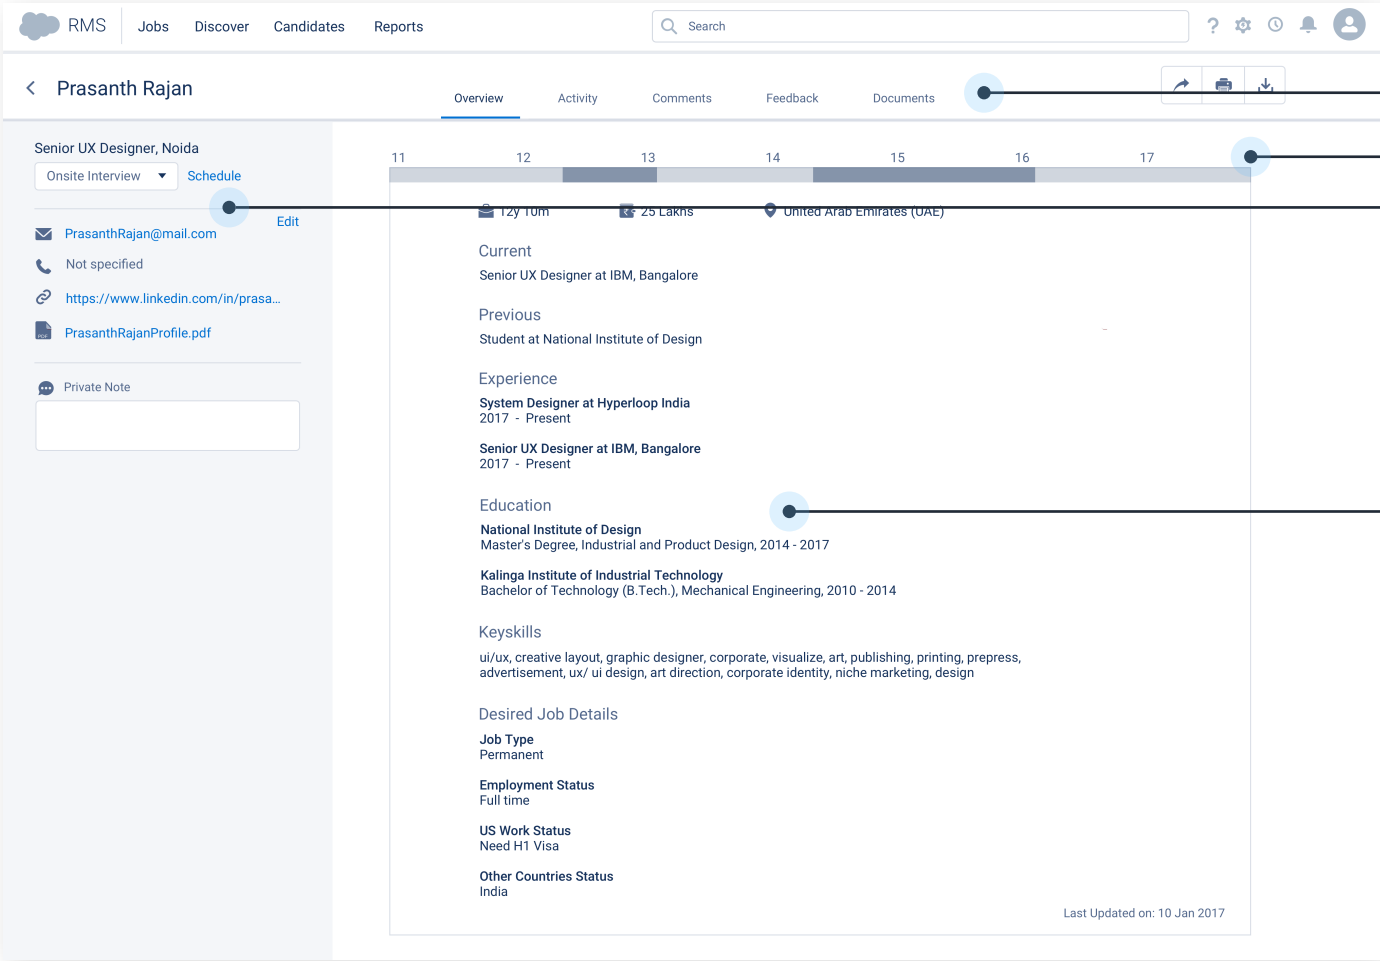 RMS
Jobs Discover Candidates Reports
Search
Prasanth Rajan
Overview Activity Comments Feedback Documents
Senior UX Designer, Noida
Onsite Interview Schedule
Edit
PrasanthRajan@mail.com
Not specified
https://www.linkedin.com/in/prasa...
PDF
PrasanthRajanProfile.pdf
Private Note
11 12 13 14 15 16 17
12y 10m 25 Lakhs United Arab Emirates (UAE)
Current
Senior UX Designer at IBM, Bangalore
Previous
Student at National Institute of Design
Experience
System Designer at Hyperloop India
2017 - Present
Senior UX Designer at IBM, Bangalore
2017 - Present
Education
National Institute of Design
Master's Degree, Industrial and Product Design, 2014 - 2017
Kalinga Institute of Industrial Technology
Bachelor of Technology (B.Tech.), Mechanical Engineering, 2010 - 2014
Keyskills
ui/ux, creative layout, graphic designer, corporate, visualize, art, publishing, printing, prepress,
advertisement, ux/ ui design, art direction, corporate identity, niche marketing, design
Desired Job Details
Job Type
Permanent
Employment Status
Full time
US Work Status
Need H1 Visa
Other Countries Status
India
Last Updated on: 10 Jan 2017